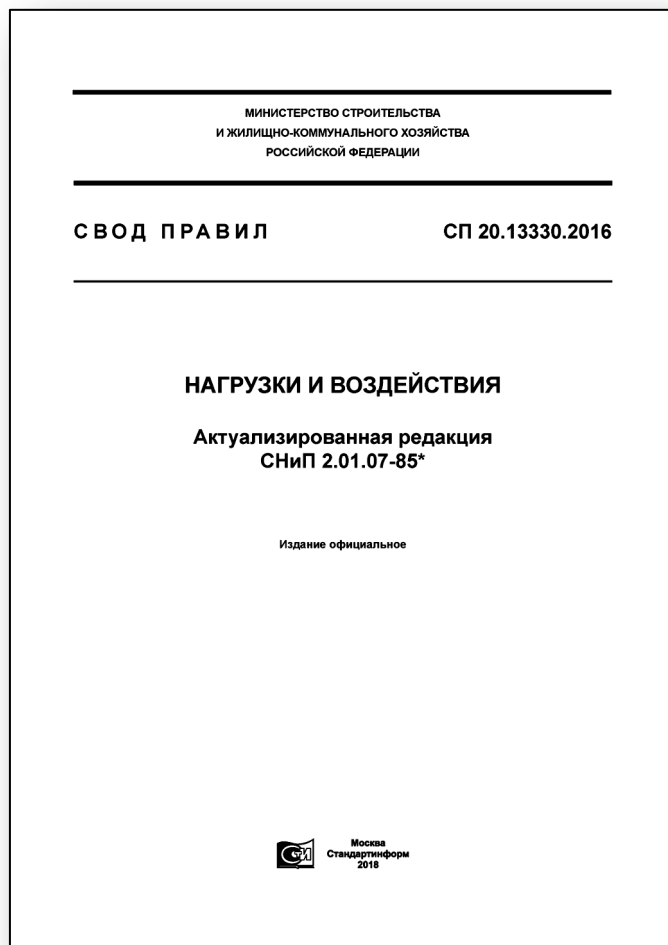 МИНИСТЕРСТВО СТРОИТЕЛЬСТВА
И ЖИЛИЩНО-КОММУНАЛЬНОГО ХОЗЯЙСТВА
РОССИЙСКОЙ ФЕДЕРАЦИИ
СВОД ПРАВИЛ СП 20.13330.2016
НАГРУЗКИ И ВОЗДЕЙСТВИЯ
Актуализированная редакция
СНиП 2.01.07-85*
Издание официальное
Москва
Стандартинформ
2018